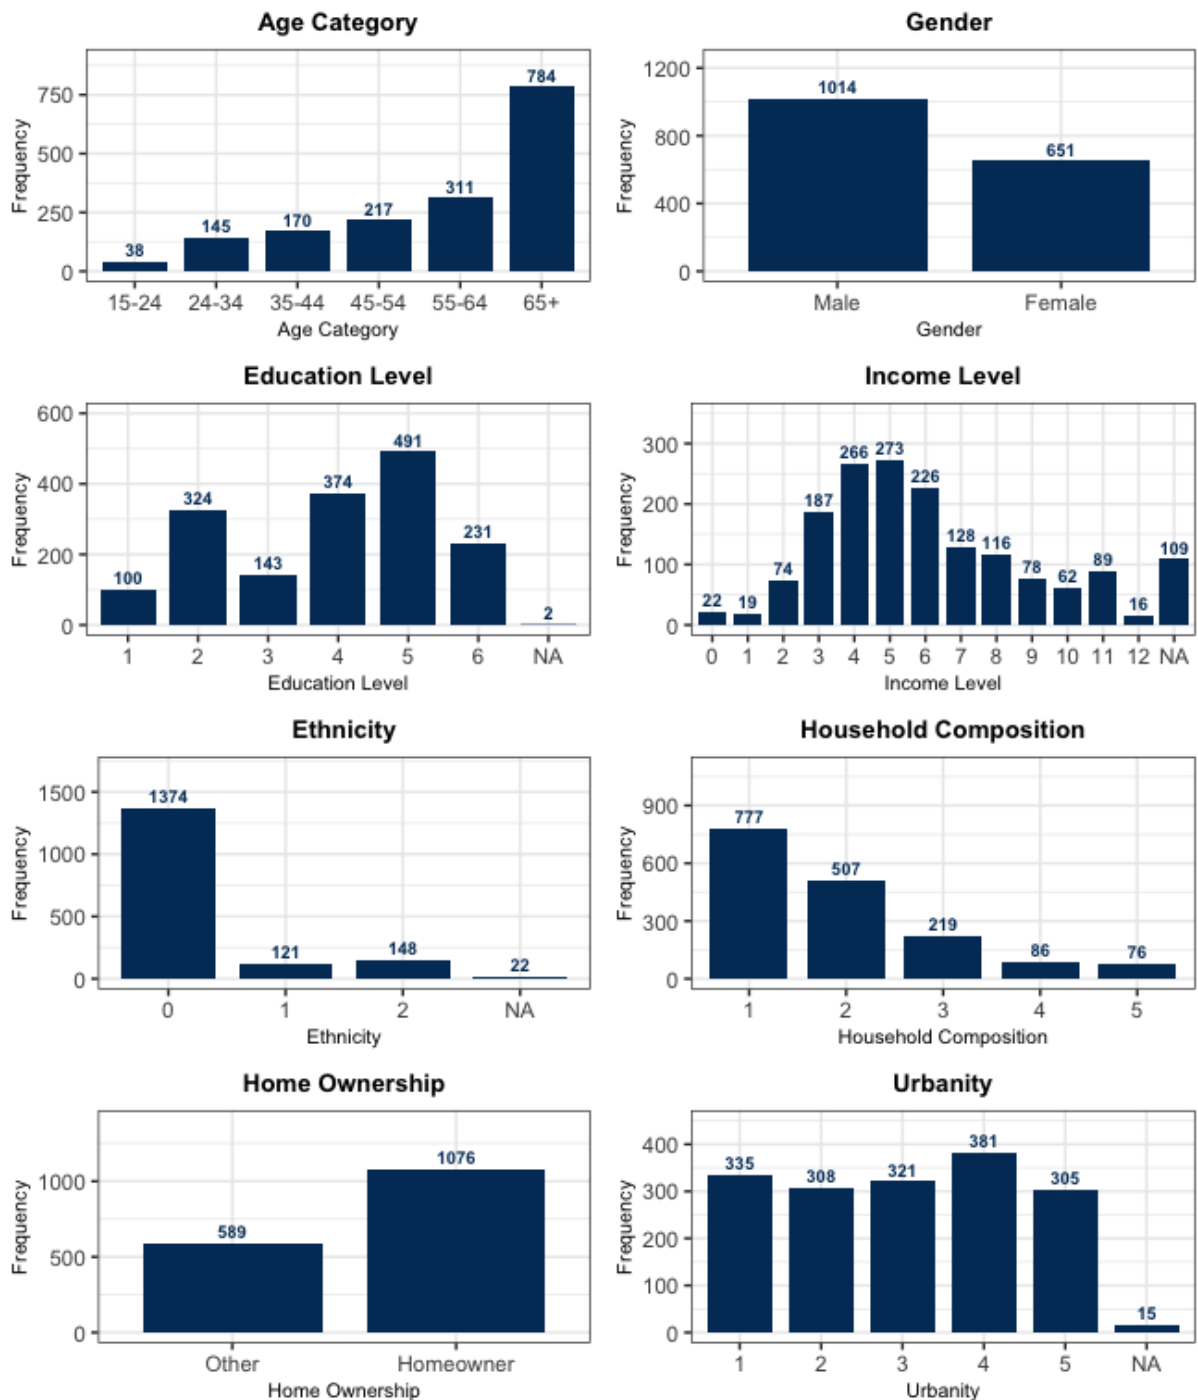 Age Category
Frequency
750
500
250
0
38
145
170
217
311
784
15-24 24-34 35-44 45-54 55-64 65+
Age Category
Gender
Frequency
1200
800
400
0
1014
651
Male Female
Gender
Education Level
Frequency
600
400
200
0
100
324
143
374
491
231
2
1 2 3 4 5 6 NA
Education Level
Income Level
Frequency
300
200
100
0
22
19
74
187
266
273
226
128
116
78
62
89
16
109
0 1 2 3 4 5 6 7 8 9 10 11 12 NA
Income Level
Ethnicity
Frequency
1500
1000
500
0
1374
121
148
22
0 1 2 NA
Ethnicity
Household Composition
Frequency
900
600
300
0
777
507
219
86
76
1 2 3 4 5
Household Composition
Home Ownership
Frequency
1000
500
0
589
1076
Other Homeowner
Home Ownership
Urbanity
Frequency
400
300
200
100
0
335
308
321
381
305
15
1 2 3 4 5 NA
Urbanity